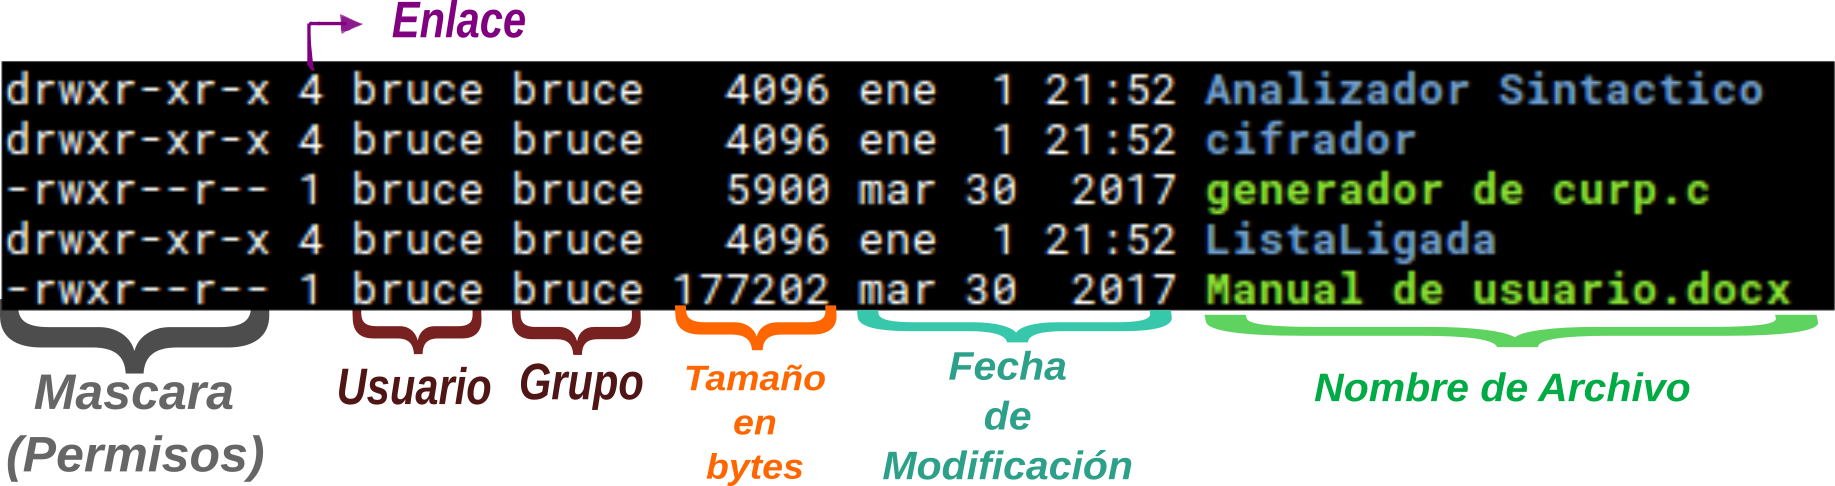 Enlace
drwxr-xr-x 4 bruce bruce 4096 ene 1 21:52 Analizador Sintactico
drwxr-xr-x 4 bruce bruce 4096 ene 1 21:52 cifrador
-rwxr--r-- 1 bruce bruce 5900 mar 30 2017 generador de curp.c
drwxr-xr-x 4 bruce bruce 4096 ene 1 21:52 ListaLigada
-rwxr--r-- 1 bruce bruce 177202 mar 30 2017 Manual de usuario.docx
Mascara
(Permisos)
Usuario
Grupo
Tamaño
en
bytes
Fecha
de
Modificación
Nombre de Archivo